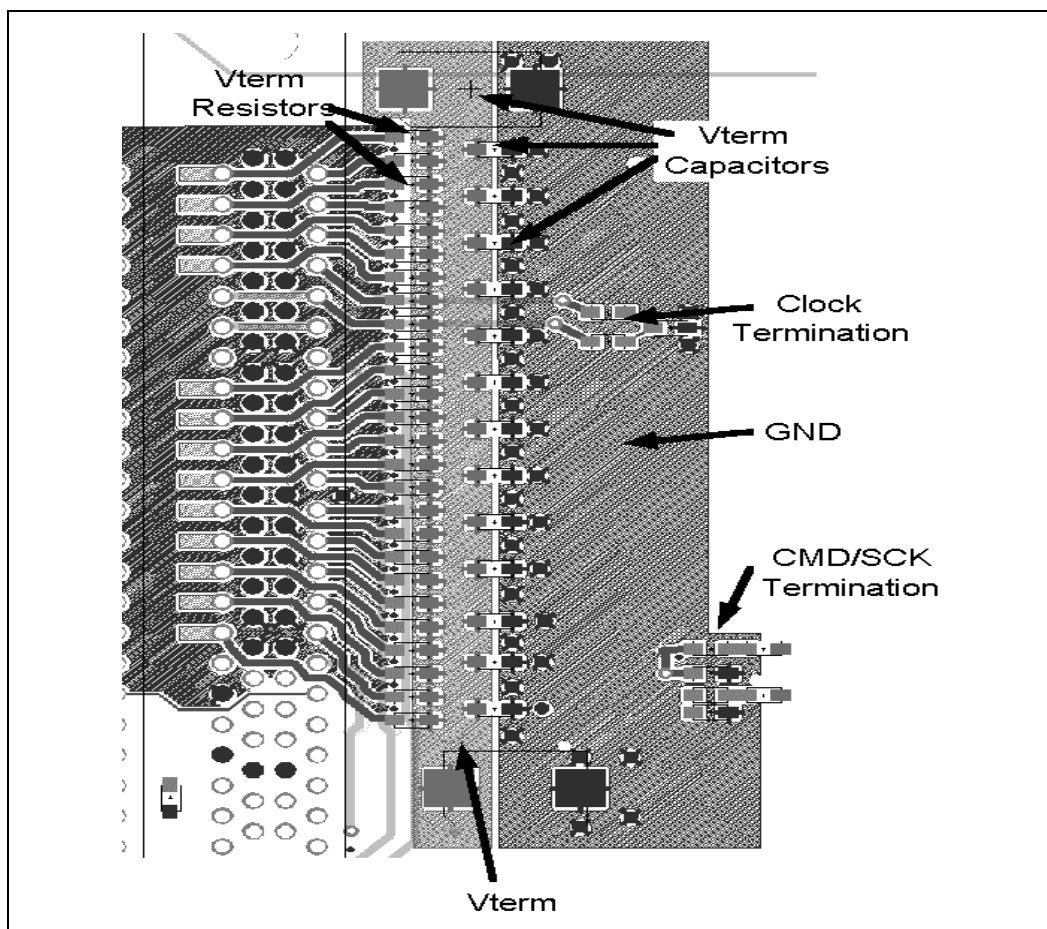 Vterm
Resistors
Vterm
Capacitors
Clock
Termination
GND
CMD/SCK
Termination
Vterm